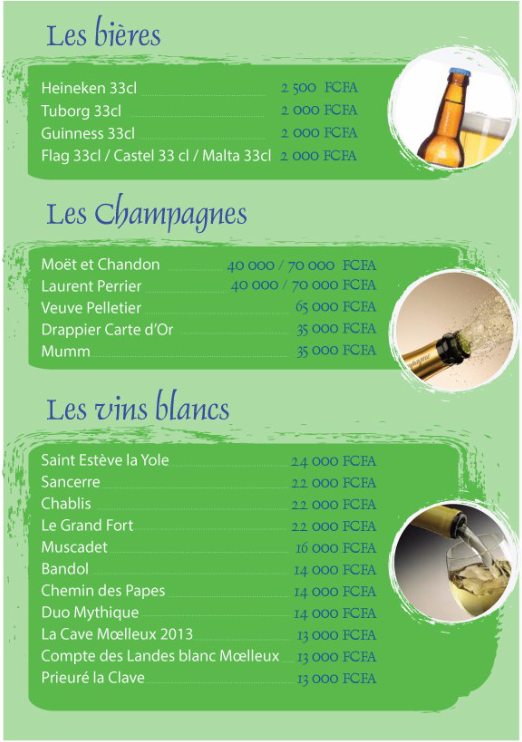 Les bières
Heineken 33cl 2 500 FCFA
Tuborg 33cl 2 000 FCFA
Guinness 33cl 2 000 FCFA
Flag 33cl / Castel 33 cl / Malta 33cl 2 000 FCFA
Les Champagnes
Moët et Chandon 40 000 / 70 000 FCFA
Laurent Perrier 40 000 / 70 000 FCFA
Veuve Pelletier 65 000 FCFA
Drappier Carte d'Or 35 000 FCFA
Mumm 35 000 FCFA
Les vins blancs
Saint Estève la Yole 24 000 FCFA
Sancerre 22 000 FCFA
Chablis 22 000 FCFA
Le Grand Fort 22 000 FCFA
Muscadet 16 000 FCFA
Bandol 14 000 FCFA
Chemin des Papes 14 000 FCFA
Duo Mythique 14 000 FCFA
La Cave Mœlleux 2013 13 000 FCFA
Compte des Landes blanc Mœlleux 13 000 FCFA
Prieuré la Clave 13 000 FCFA